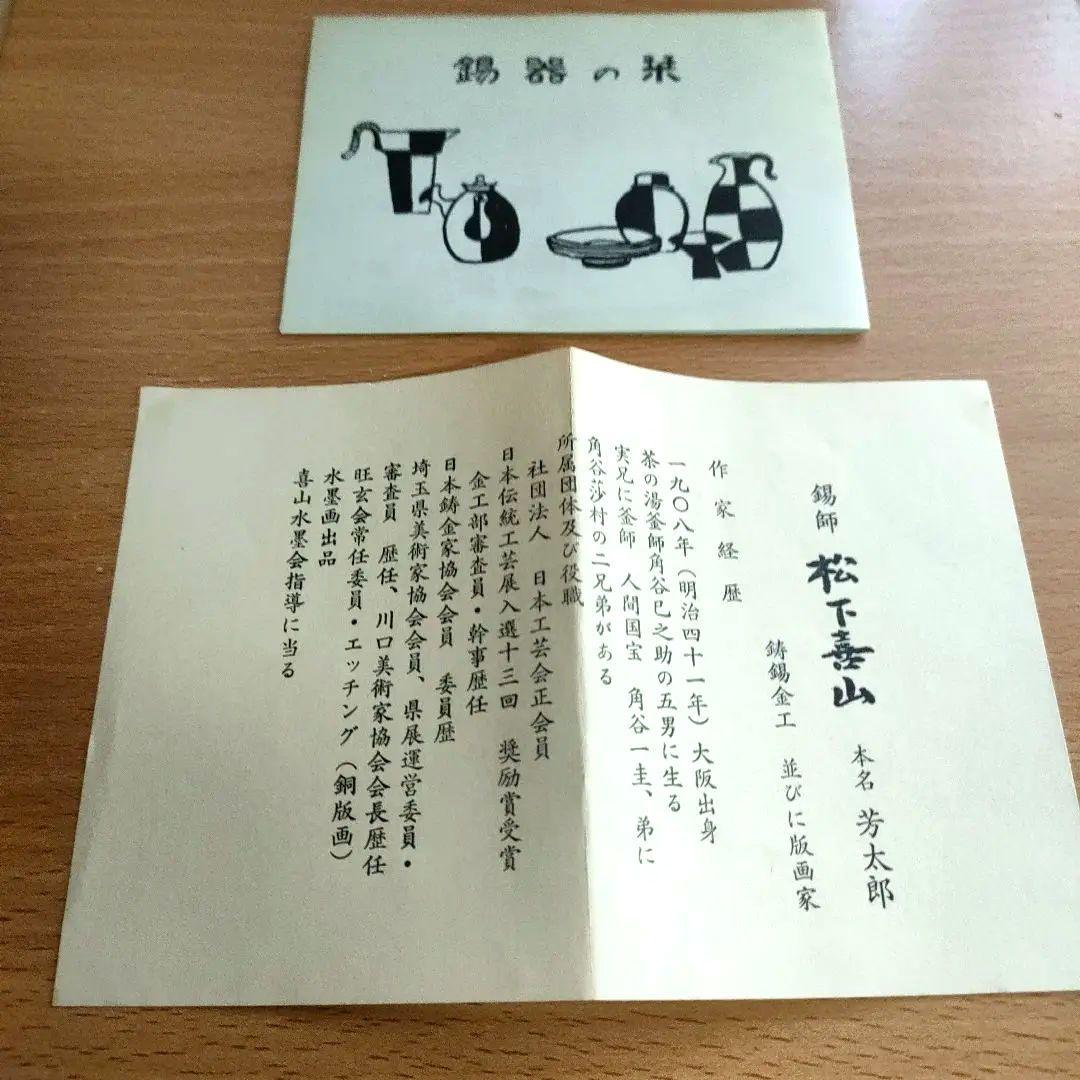 錫器の栞
錫師 松下喜山 本名 芳太郎
鋳錫金工 並びに版画家
作家経歴
一九〇八年（明治四十一年）大阪出身
茶の湯釜師角谷巳之助の五男に生る
実兄に釜師 人間国宝 角谷一圭、弟に
角谷莎村の二兄弟がある
所属団体及び役職
社団法人 日本工芸会正会員
日本伝統工芸展入選十三回 奨励賞受賞
金工部審査員・幹事歴任
日本鋳金家協会会員 委員歴
埼玉県美術家協会会員、県展運営委員・
審査員 歴任、川口美術家協会会長歴任
旺玄会常任委員・エッチング（銅版画）
水墨画出品
喜山水墨会指導に当る